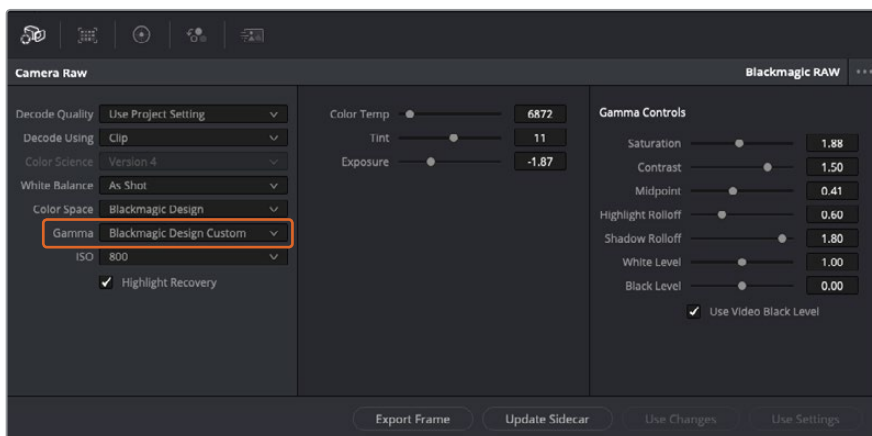 Camera Raw
Blackmagic RAW
Decode Quality Use Project Setting
Decode Using Clip
Color Science Version 4
White Balance As Shot
Color Space Blackmagic Design
Gamma Blackmagic Design Custom
ISO 800
Highlight Recovery
Color Temp 6872
Tint 11
Exposure -1.87
Gamma Controls
Saturation 1.88
Contrast 1.50
Midpoint 0.41
Highlight Rolloff 0.60
Shadow Rolloff 1.80
White Level 1.00
Black Level 0.00
Use Video Black Level
Export Frame
Update Sidecar
Use Changes
Use Settings